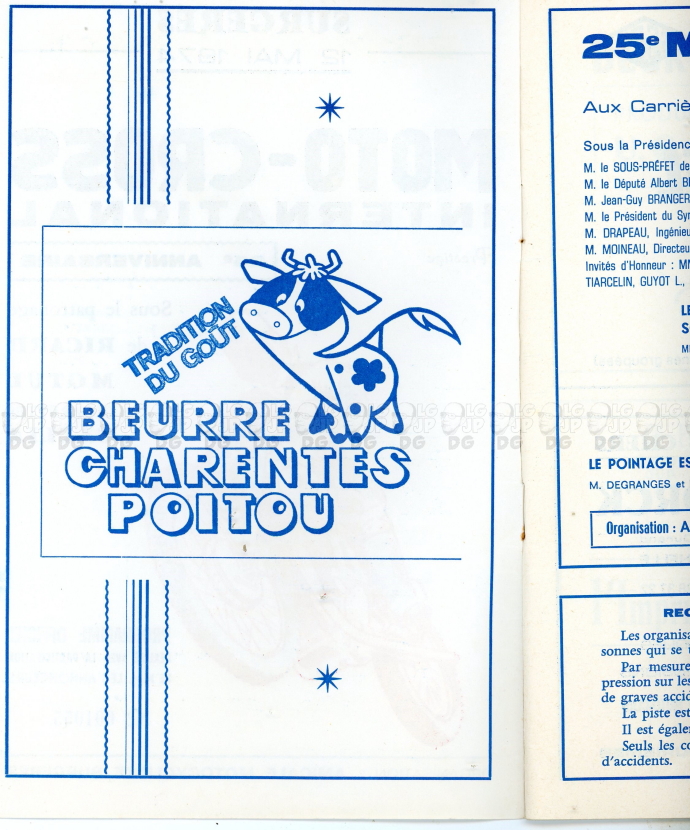 TRADITION
DU GOÛT
BEURRE
CHARENTES
POITOU
25e M
Aux Carriè
Sous la Présidenc
M. le SOUS-PRÉFET de
M. le Député Albert B
M. Jean-Guy BRANGER
M. le Président du Sy
M. DRAPEAU, Ingénieu
M. MOINEAU, Directeu
Invités d'Honneur : M
TIARCELIN, GUYOT L.,
LE
S
M
LE POINTAGE ES
M. DEGRANGES et
Organisation : A
REC
Les organisa
sonnes qui se
Par mesure
pression sur les
de graves accid
La piste est
Il est égaler
Seuls les co
d'accidents.